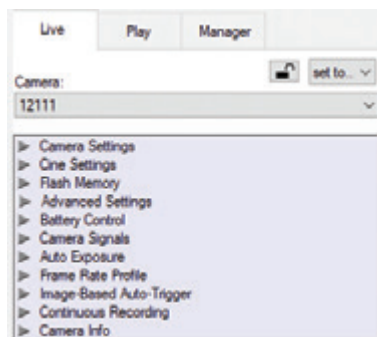 Live Play Manager
set to..
Camera:
12111
Camera Settings
Cine Settings
Flash Memory
Advanced Settings
Battery Control
Camera Signals
Auto Exposure
Frame Rate Profile
Image-Based Auto-Trigger
Continuous Recording
Camera Info